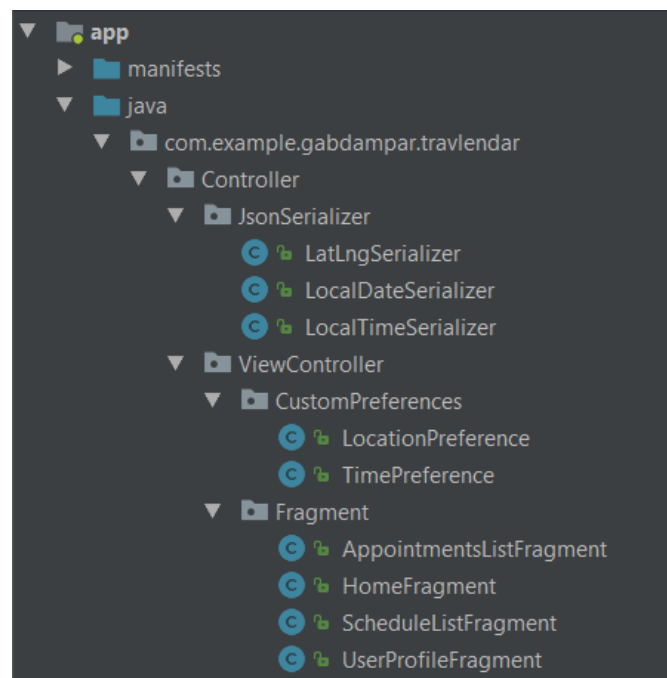 app
manifests
java
com.example.gabdampar.travlendar
Controller
JsonSerializer
LatLngSerializer
LocalDateSerializer
LocalTimeSerializer
ViewController
CustomPreferences
LocationPreference
TimePreference
Fragment
AppointmentsListFragment
HomeFragment
ScheduleListFragment
UserProfileFragment